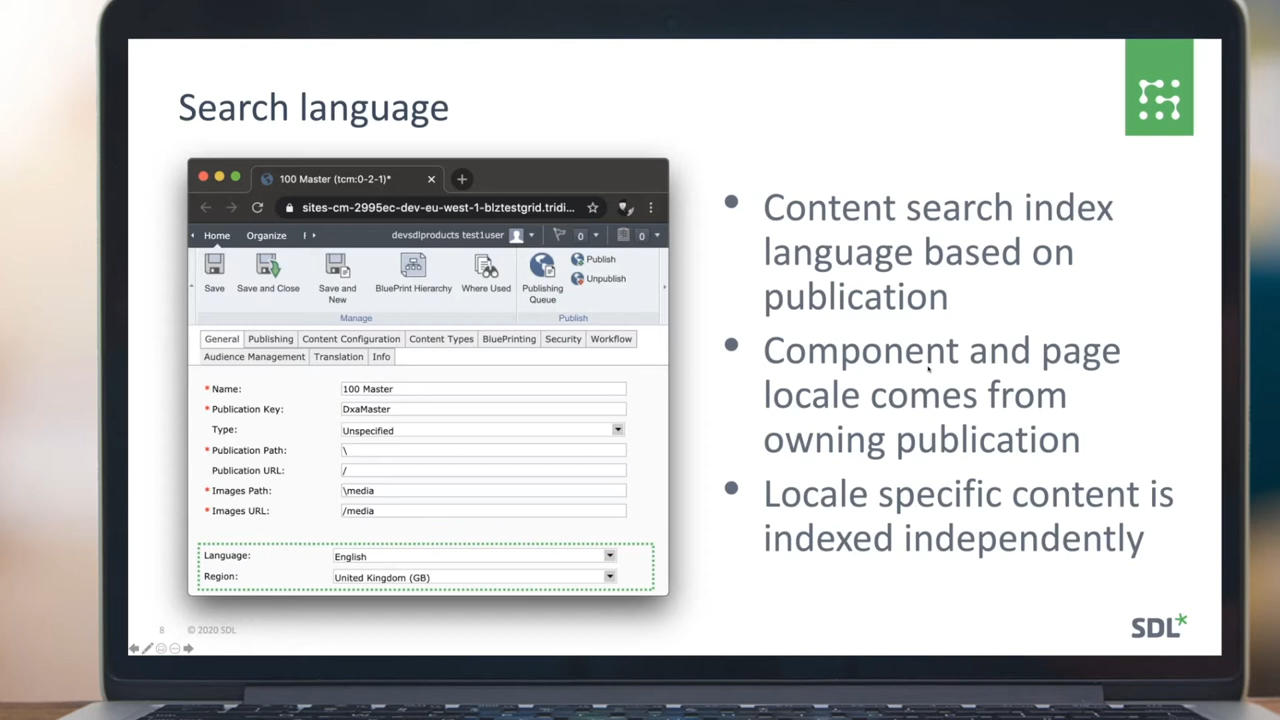 Search language
100 Master (tcm:0-2-1)*
sites-cm-2995ec-dev-eu-west-1-blztestgrid.tridi...
Home Organize devsdlproducts test1user 0 0
Save Save and Close Save and New BluePrint Hierarchy Where Used Publishing Queue Publish Unpublish
Manage Publish
General Publishing Content Configuration Content Types BluePrinting Security Workflow
Audience Management Translation Info
* Name: 100 Master
* Publication Key: DxaMaster
Type: Unspecified
* Publication Path: \
Publication URL: /
* Images Path: \media
* Images URL: /media
Language: English
Region: United Kingdom (GB)
• Content search index
language based on
publication
• Component and page
locale comes from
owning publication
• Locale specific content is
indexed independently
8 © 2020 SDL
SDL*